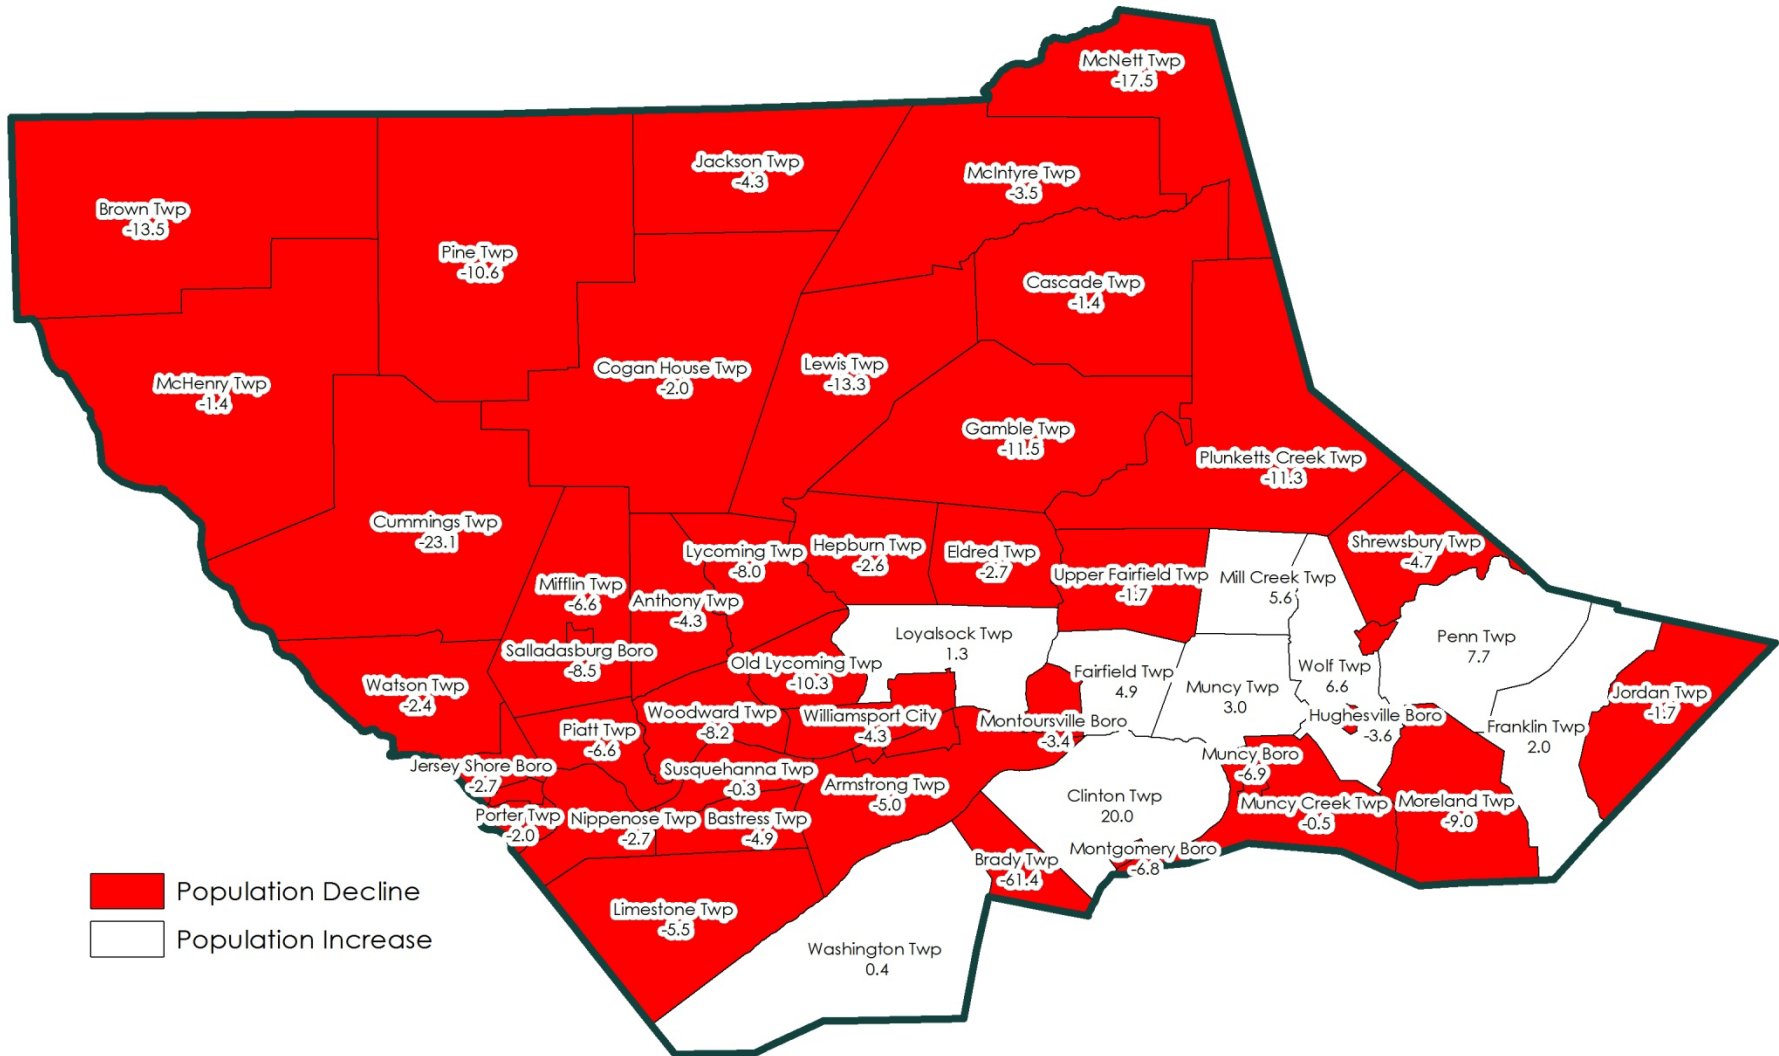 McNett Twp
-17.5
Jackson Twp
-4.3
McIntyre Twp
-3.5
Brown Twp
-13.5
Pine Twp
-10.6
Cascade Twp
-1.4
McHenry Twp
-1.4
Cogan House Twp
-2.0
Lewis Twp
-13.3
Gamble Twp
-11.5
Plunketts Creek Twp
-11.3
Cummings Twp
-23.1
Lycoming Twp
-8.0
Hepburn Twp
-2.6
Eldred Twp
-2.7
Shrewsbury Twp
-4.7
Upper Fairfield Twp
-1.7
Mill Creek Twp
5.6
Mifflin Twp
-6.6
Anthony Twp
-4.3
Loyalsock Twp
1.3
Penn Twp
7.7
Salladasburg Boro
-8.5
Old Lycoming Twp
-10.3
Fairfield Twp
4.9
Wolf Twp
6.6
Muncy Twp
3.0
Watson Twp
-2.4
Jordan Twp
-1.7
Woodward Twp
-8.2
Williamsport City
-4.3
Montoursville Boro
-3.4
Hughesville Boro
-3.6
Franklin Twp
2.0
Piatt Twp
-6.6
Muncy Boro
-6.9
Jersey Shore Boro
-2.7
Susquehanna Twp
-0.3
Armstrong Twp
-5.0
Clinton Twp
20.0
Muncy Creek Twp
-0.5
Moreland Twp
-9.0
Porter Twp
-2.0
Nippenose Twp
-2.7
Bastress Twp
-4.9
Montgomery Boro
-6.8
Brady Twp
-61.4
Limestone Twp
-5.5
Washington Twp
0.4
Population Decline
Population Increase